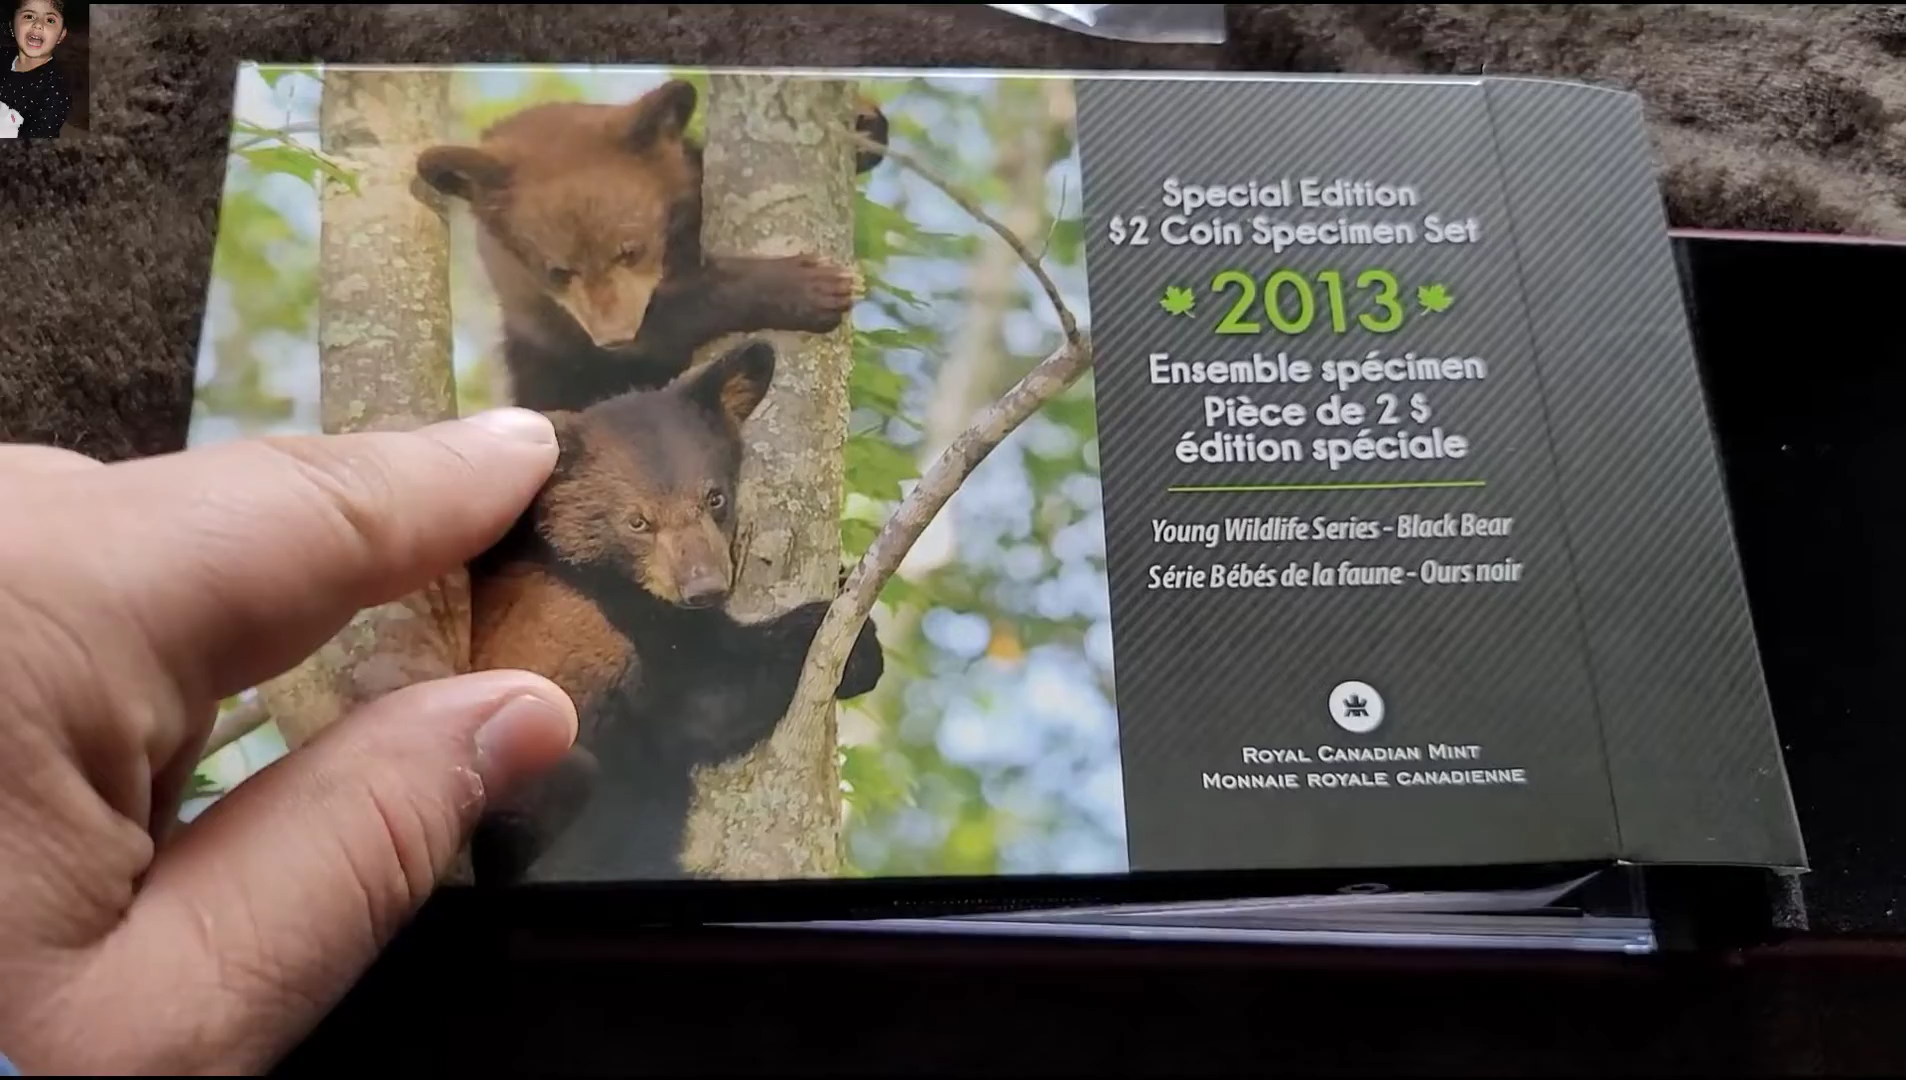 Special Edition
$2 Coin Specimen Set
2013
Ensemble spécimen
Pièce de 2 $
édition spéciale
Young Wildlife Series - Black Bear
Série Bébés de la faune - Ours noir
ROYAL CANADIAN MINT
MONNAIE ROYALE CANADIENNE